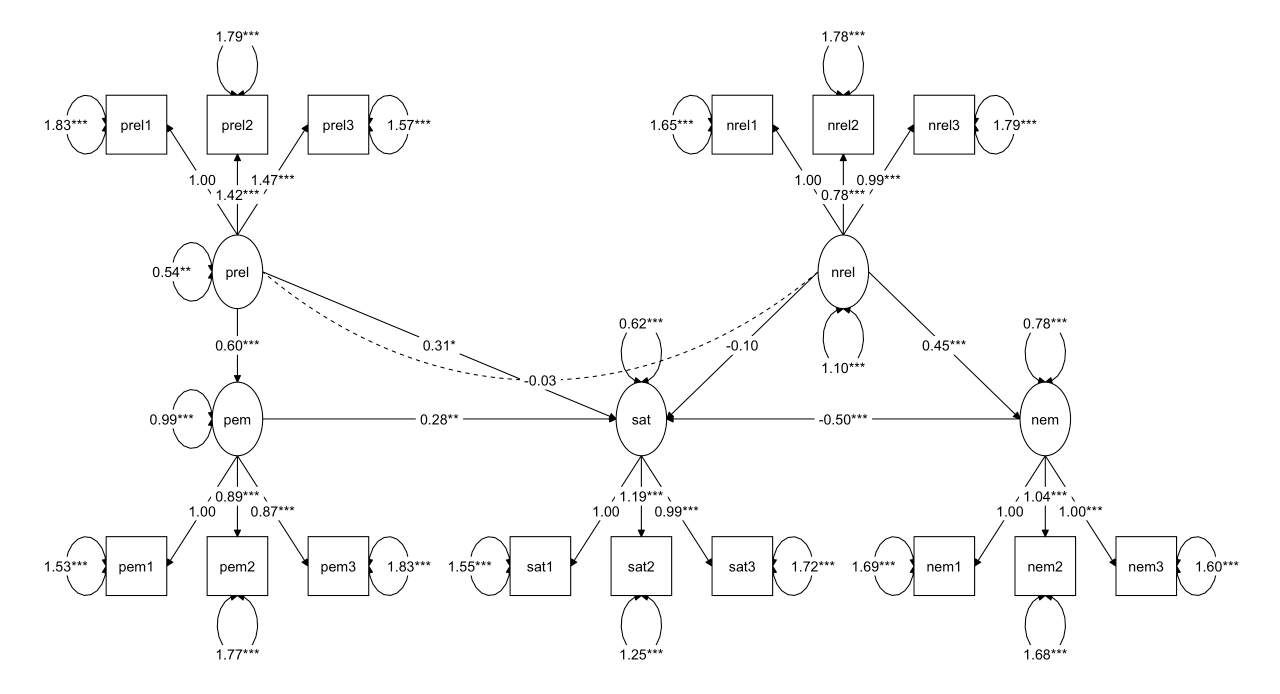 1.79***
1.78***
1.83***
prel1
prel2
prel3
1.57***
1.65***
nrel1
nrel2
nrel3
1.79***
1.00
1.42***
1.47***
1.00
0.78***
0.99***
0.54**
prel
nrel
0.62***
0.78***
0.60***
0.31*
-0.10
0.45***
1.10***
-0.03
0.99***
pem
0.28**
sat
-0.50***
nem
1.00
0.89***
0.87***
1.00
1.19***
0.99***
1.00
1.04***
1.00***
1.53***
pem1
pem2
pem3
1.83***
1.55***
sat1
sat2
sat3
1.72***
1.69***
nem1
nem2
nem3
1.60***
1.77***
1.25***
1.68***